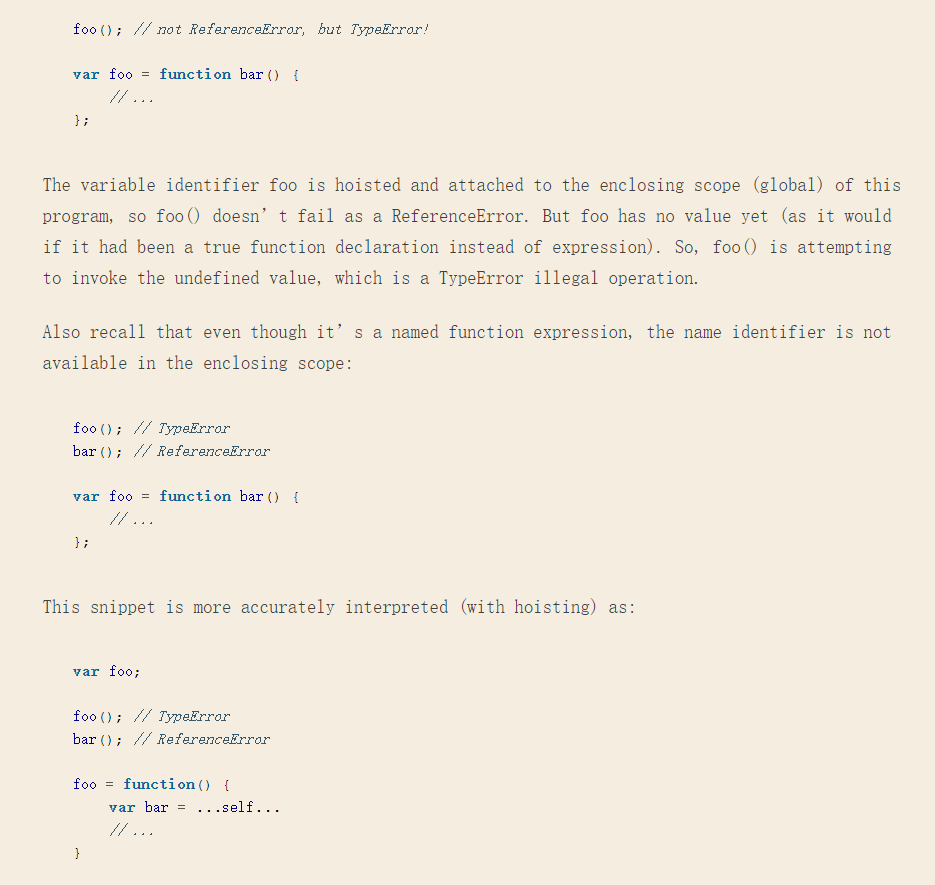 foo(); // not ReferenceError, but TypeError!
var foo = function bar() {
// ...
};
The variable identifier foo is hoisted and attached to the enclosing scope (global) of this
program, so foo() doesn’t fail as a ReferenceError. But foo has no value yet (as it would
if it had been a true function declaration instead of expression). So, foo() is attempting
to invoke the undefined value, which is a TypeError illegal operation.
Also recall that even though it’s a named function expression, the name identifier is not
available in the enclosing scope:
foo(); // TypeError
bar(); // ReferenceError
var foo = function bar() {
// ...
};
This snippet is more accurately interpreted (with hoisting) as:
var foo;
foo(); // TypeError
bar(); // ReferenceError
foo = function() {
var bar = ...self...
// ...
}